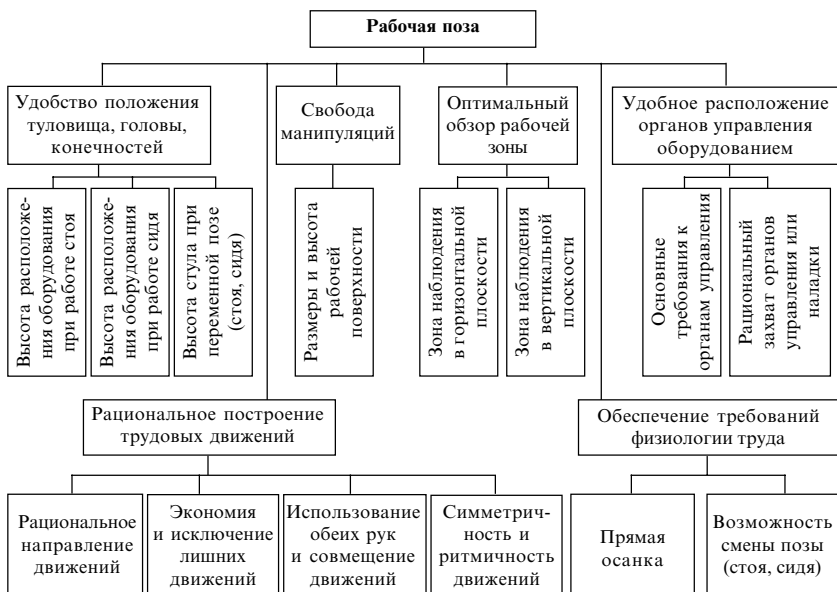 Рабочая поза
Удобство положения
туловища, головы,
конечностей
Свобода
манипуляций
Оптимальный
обзор рабочей
зоны
Удобное расположение
органов управления
оборудованием
Высота расположе-
ния оборудования
при работе стоя
Высота расположе-
ния оборудования
при работе сидя
Высота стула при
переменной позе
(стоя, сидя)
Размеры и высота
рабочей
поверхности
Зона наблюдения
в горизонтальной
плоскости
Зона наблюдения
в вертикальной
плоскости
Основные
требования к
органам управления
Рациональный
захват органов
управления или
наладки
Рациональное построение
трудовых движений
Обеспечение требований
физиологии труда
Рациональное
направление
движений
Экономия
и исключение
лишних
движений
Использование
обеих рук
и совмещение
движений
Симметрич-
ность и
ритмичность
движений
Прямая
осанка
Возможность
смены позы
(стоя, сидя)